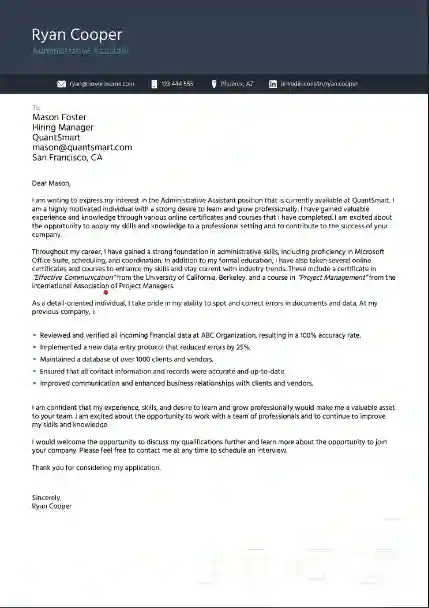 Ryan Cooper
Administrative Assistant
ryan@novoresume.com 123 444 555 Phoenix, AZ linkedin.com/in/ryan.cooper
To:
Mason Foster
Hiring Manager
QuantSmart
mason@quantsmart.com
San Francisco, CA
Dear Mason,
I am writing to express my interest in the Administrative Assistant position that is currently available at QuantSmart. I
am a highly motivated individual with a strong desire to learn and grow professionally. I have gained valuable
experience and knowledge through various online certificates and courses that I have completed. I am excited about
the opportunity to apply my skills and knowledge to a professional setting and to contribute to the success of your
company.
Throughout my career, I have gained a strong foundation in administrative skills, including proficiency in Microsoft
Office Suite, scheduling, and coordination. In addition to my formal education, I have also taken several online
certificates and courses to enhance my skills and stay current with industry trends. These include a certificate in
"Effective Communication" from the University of California, Berkeley, and a course in "Project Management" from the
International Association of Project Managers.
As a detail-oriented individual, I take pride in my ability to spot and correct errors in documents and data. At my
previous company, I:
• Reviewed and verified all incoming financial data at ABC Organization, resulting in a 100% accuracy rate.
• Implemented a new data entry protocol that reduced errors by 25%.
• Maintained a database of over 1000 clients and vendors.
• Ensured that all contact information and records were accurate and up-to-date.
• Improved communication and enhanced business relationships with clients and vendors.
I am confident that my experience, skills, and desire to learn and grow professionally would make me a valuable asset
to your team. I am excited about the opportunity to work with a team of professionals and to continue to improve
my skills and knowledge.
I would welcome the opportunity to discuss my qualifications further and learn more about the opportunity to join
your company. Please feel free to contact me at any time to schedule an interview.
Thank you for considering my application.
Sincerely,
Ryan Cooper